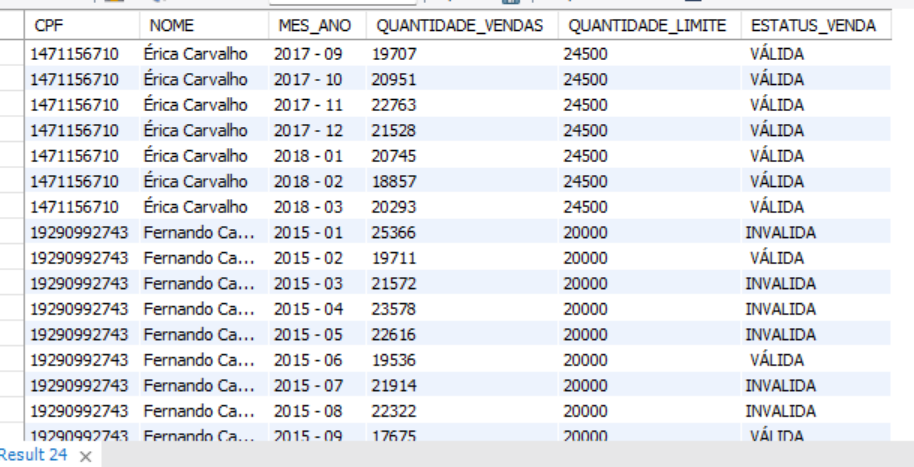 CPF NOME MES_ANO QUANTIDADE_VENDAS QUANTIDADE_LIMITE ESTATUS_VENDA
1471156710 Érica Carvalho 2017 - 09 19707 24500 VÁLIDA
1471156710 Érica Carvalho 2017 - 10 20951 24500 VÁLIDA
1471156710 Érica Carvalho 2017 - 11 22763 24500 VÁLIDA
1471156710 Érica Carvalho 2017 - 12 21528 24500 VÁLIDA
1471156710 Érica Carvalho 2018 - 01 20745 24500 VÁLIDA
1471156710 Érica Carvalho 2018 - 02 18857 24500 VÁLIDA
1471156710 Érica Carvalho 2018 - 03 20293 24500 VÁLIDA
19290992743 Fernando Ca... 2015 - 01 25366 20000 INVALIDA
19290992743 Fernando Ca... 2015 - 02 19711 20000 VÁLIDA
19290992743 Fernando Ca... 2015 - 03 21572 20000 INVALIDA
19290992743 Fernando Ca... 2015 - 04 23578 20000 INVALIDA
19290992743 Fernando Ca... 2015 - 05 22616 20000 INVALIDA
19290992743 Fernando Ca... 2015 - 06 19536 20000 VÁLIDA
19290992743 Fernando Ca... 2015 - 07 21914 20000 INVALIDA
19290992743 Fernando Ca... 2015 - 08 22322 20000 INVALIDA
19290992743 Fernando Ca... 2015 - 09 17675 20000 VÁLIDA
Result 24